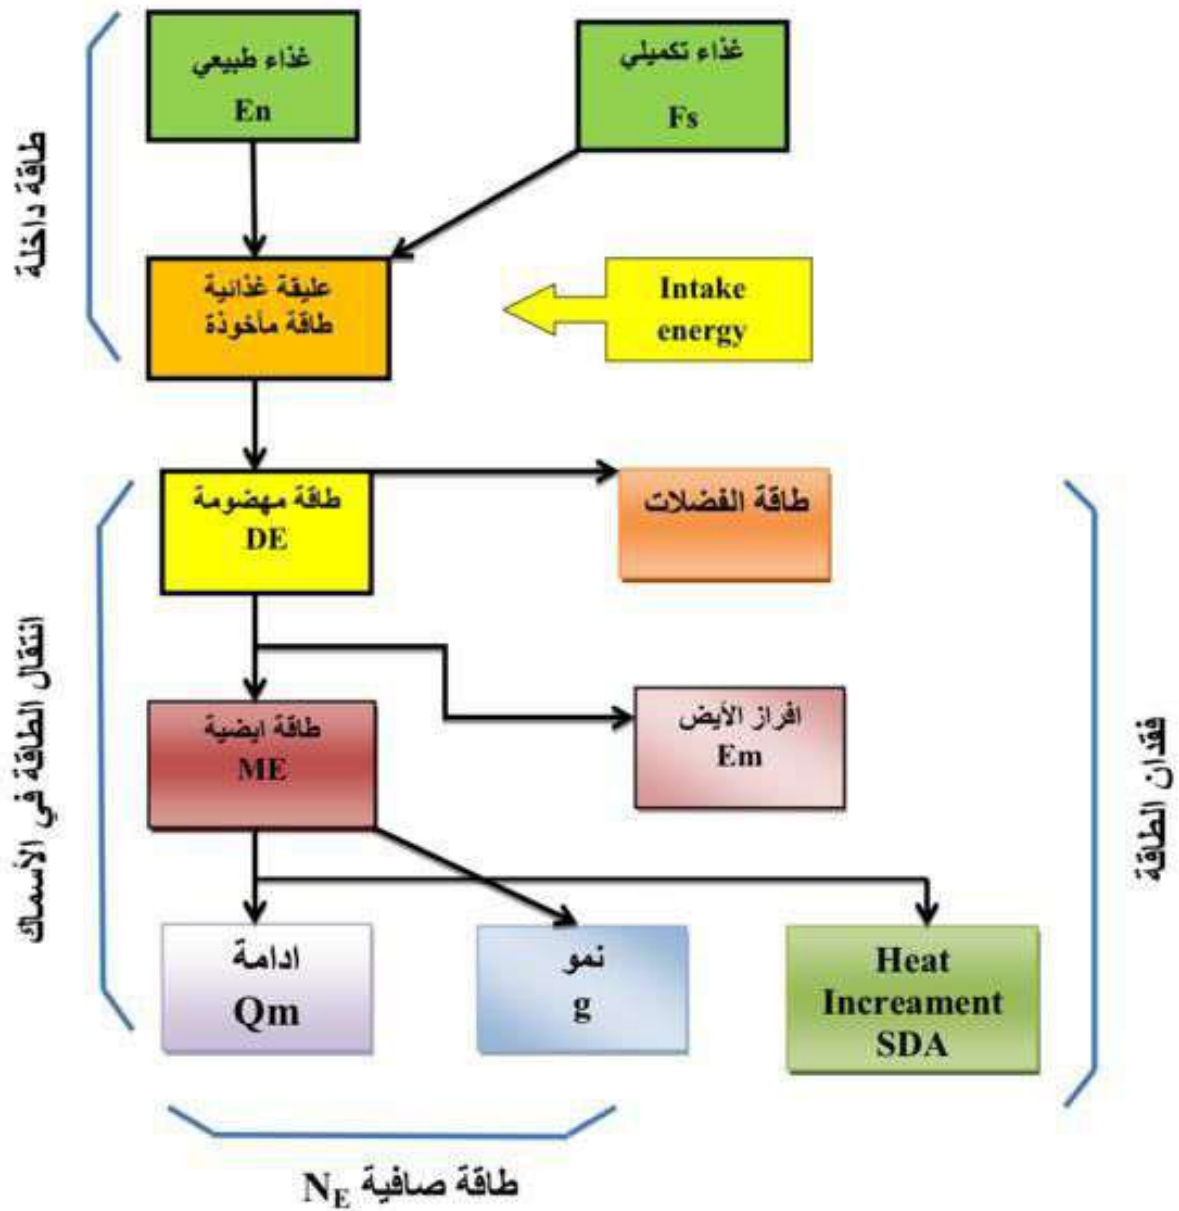 غذاء طبيعي
En
غذاء تكميلي
Fs
طاقة داخلة
عليقة غذائية
طاقة مأخوذة
Intake
energy
طاقة مهضومة
DE
طاقة الفضلات
انتقال الطاقة في الأسماك
فقدان الطاقة
طاقة ايضية
ME
افراز الأيض
Em
ادامة
Qm
نمو
g
Heat
Increament
SDA
طاقة صافية NE